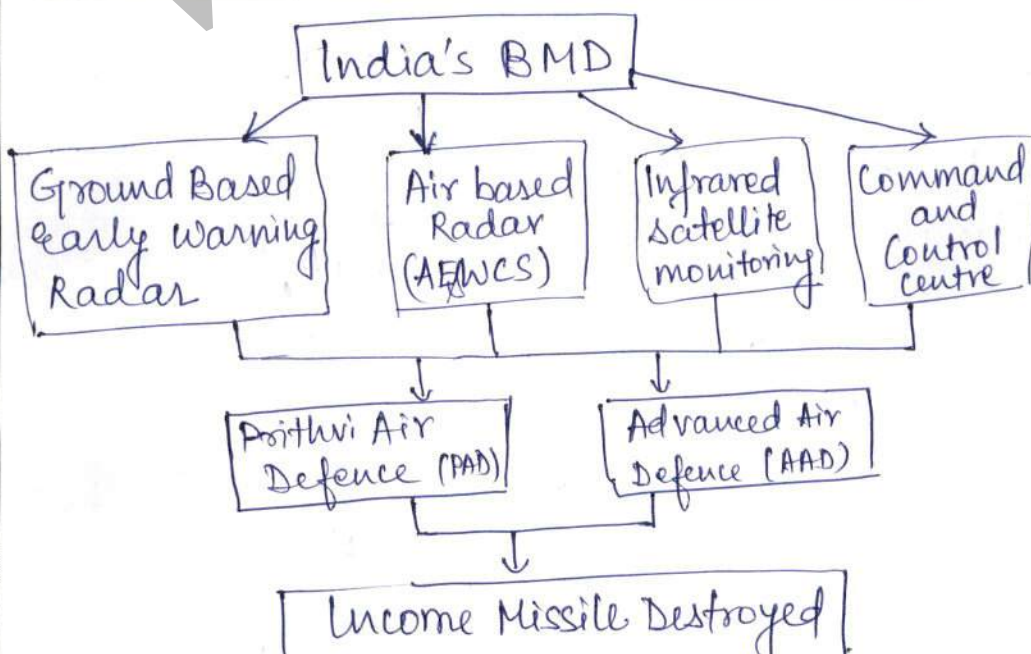 India's BMD
Ground Based
early warning
Radar
Air based
Radar
(AEWCS)
Infrared
satellite
monitoring
Command
and
Control
centre
Prithvi Air
Defence (PAD)
Advanced Air
Defence (AAD)
Income Missile Destroyed